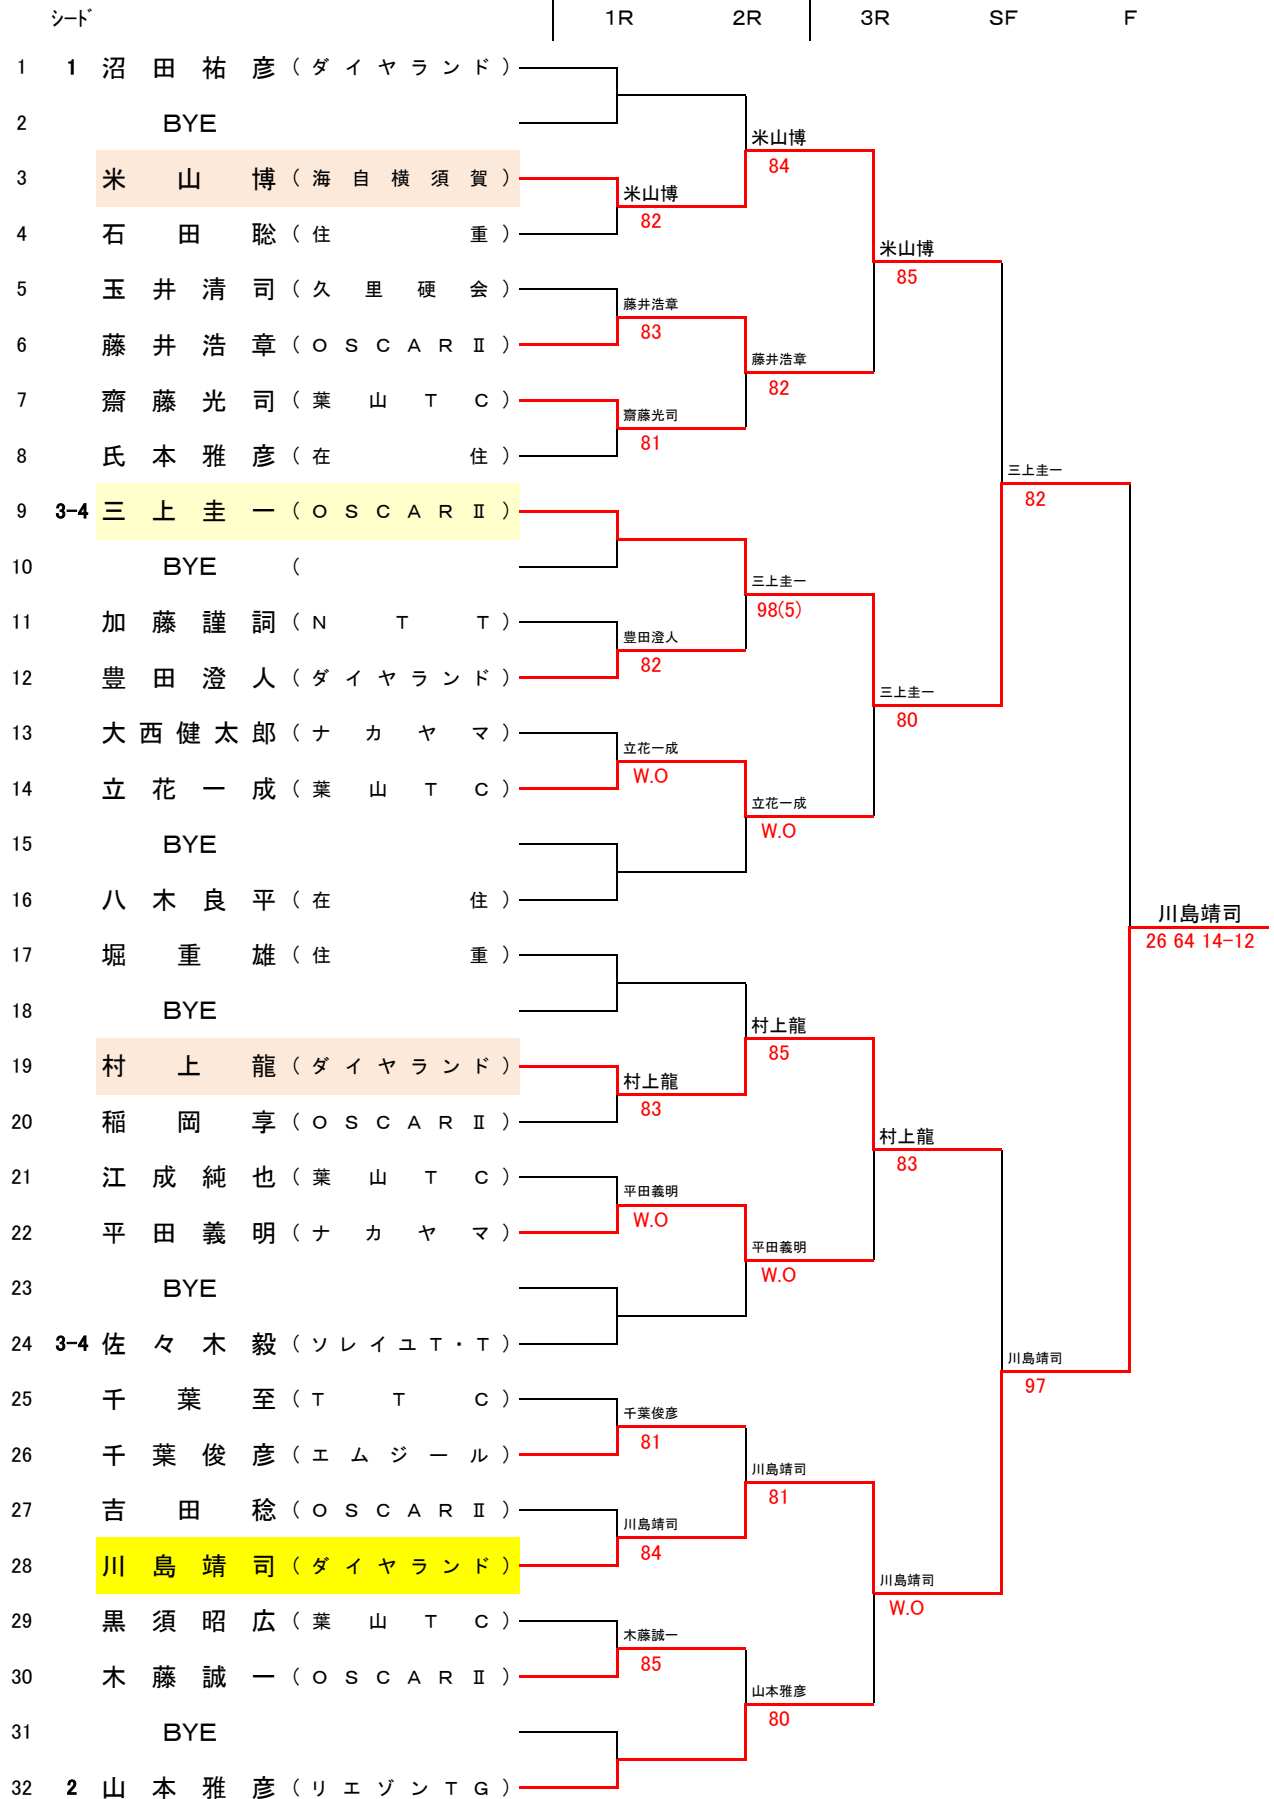 ｼｰﾄﾞ 1R 2R 3R SF F
1 1 沼田祐彦 （ダイヤランド）
2 BYE
米山博
84
3 米山博 （海自横須賀）
米山博
82
4 石田聡 （住重）
米山博
85
5 玉井清司 （久里硬会）
藤井浩章
83
6 藤井浩章 （OSCARⅡ）
藤井浩章
82
7 齋藤光司 （葉山TC）
齋藤光司
81
8 氏本雅彦 （在住）
三上圭一
82
9 3-4 三上圭一 （OSCARⅡ）
10 BYE （
三上圭一
98(5)
11 加藤謹詞 （NTT）
豊田澄人
82
12 豊田澄人 （ダイヤランド）
三上圭一
80
13 大西健太郎 （ナカヤマ）
立花一成
W.O
14 立花一成 （葉山TC）
立花一成
W.O
15 BYE
16 八木良平 （在住）
川島靖司
26 64 14-12
17 堀重雄 （住重）
18 BYE
村上龍
85
19 村上龍 （ダイヤランド）
村上龍
83
20 稲岡享 （OSCARⅡ）
村上龍
83
21 江成純也 （葉山TC）
平田義明
W.O
22 平田義明 （ナカヤマ）
平田義明
W.O
23 BYE
24 3-4 佐々木毅 （ソレイユT・T）
川島靖司
97
25 千葉至 （TTC）
千葉俊彦
81
26 千葉俊彦 （エムジール）
川島靖司
81
27 吉田稔 （OSCARⅡ）
川島靖司
84
28 川島靖司 （ダイヤランド）
川島靖司
W.O
29 黒須昭広 （葉山TC）
木藤誠一
85
30 木藤誠一 （OSCARⅡ）
山本雅彦
80
31 BYE
32 2 山本雅彦 （リエゾンTG）